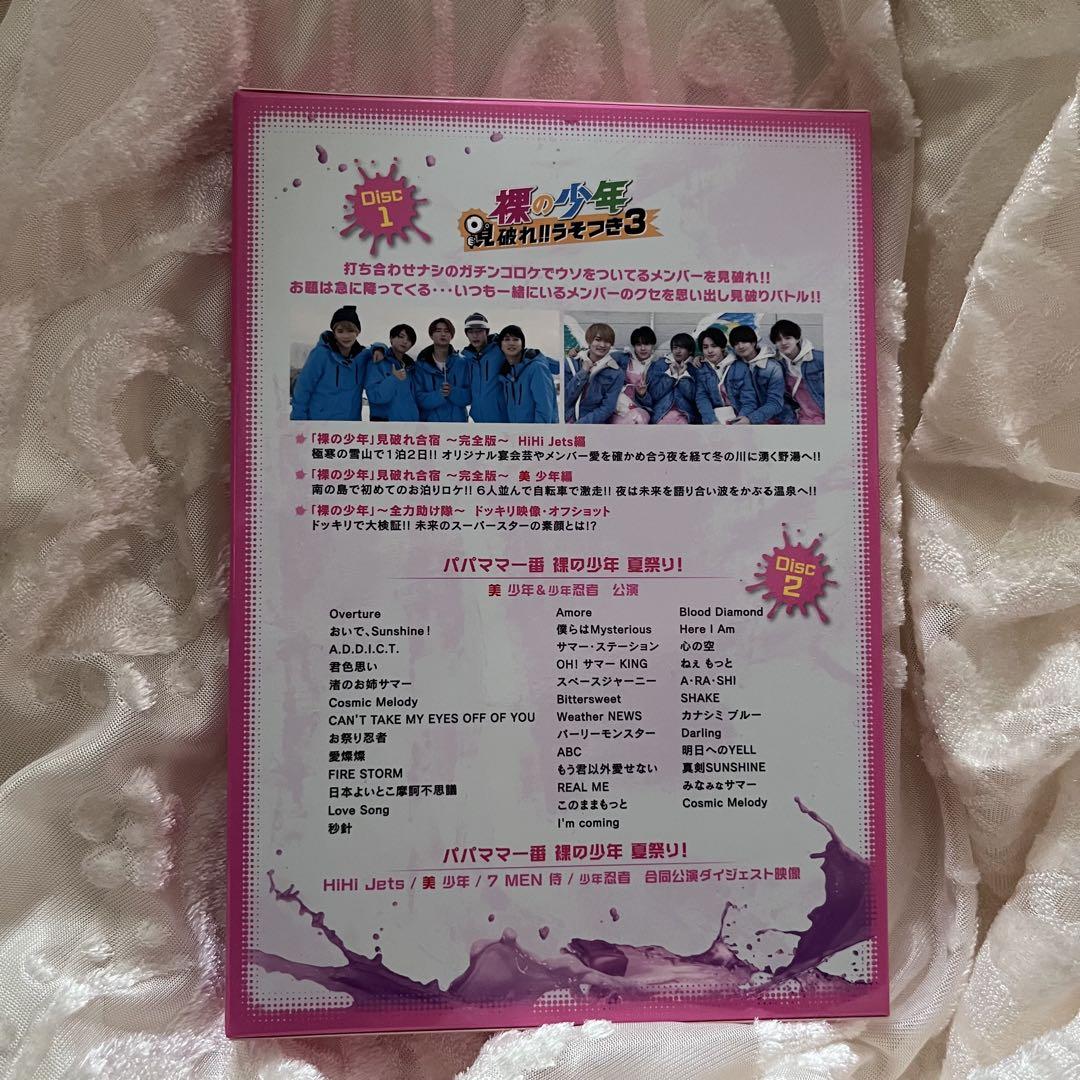 Disc
1
裸の少年
見破れ!!うそつき3
打ち合わせナシのガチンコロケでウソをついてるメンバーを見破れ!!
お題は急に降ってくる・・・いつも一緒にいるメンバーのクセを思い出し見破りバトル!!
「裸の少年」見破れ合宿 ～完全版～ HiHi Jets編
極寒の雪山で1泊2日!! オリジナル宴会芸やメンバー愛を確かめ合う夜を経て冬の川に湧く野湯へ!!
「裸の少年」見破れ合宿 ～完全版～ 美 少年編
南の島で初めてのお泊りロケ!! 6人並んで自転車で激走!! 夜は未来を語り合い波をかぶる温泉へ!!
「裸の少年」～全力助け隊～ ドッキリ映像・オフショット
ドッキリで大検証!! 未来のスーパースターの素顔とは!?
Disc
2
パパママ一番 裸の少年 夏祭り!
美 少年&少年忍者 公演
Overture
おいで、Sunshine!
A.D.D.I.C.T.
君色思い
渚のお姉サマー
Cosmic Melody
CAN'T TAKE MY EYES OFF OF YOU
お祭り忍者
愛燦燦
FIRE STORM
日本よいとこ摩訶不思議
Love Song
秒針
Amore
僕らはMysterious
サマー・ステーション
OH! サマー KING
スペースジャーニー
Bittersweet
Weather NEWS
パーリーモンスター
ABC
もう君以外愛せない
REAL ME
このままもっと
I'm coming
Blood Diamond
Here I Am
心の空
ねぇ もっと
A・RA・SHI
SHAKE
カナシミ ブルー
Darling
明日へのYELL
真剣SUNSHINE
みなみなサマー
Cosmic Melody
パパママ一番 裸の少年 夏祭り!
HiHi Jets / 美 少年 / 7 MEN 侍 / 少年忍者 合同公演ダイジェスト映像